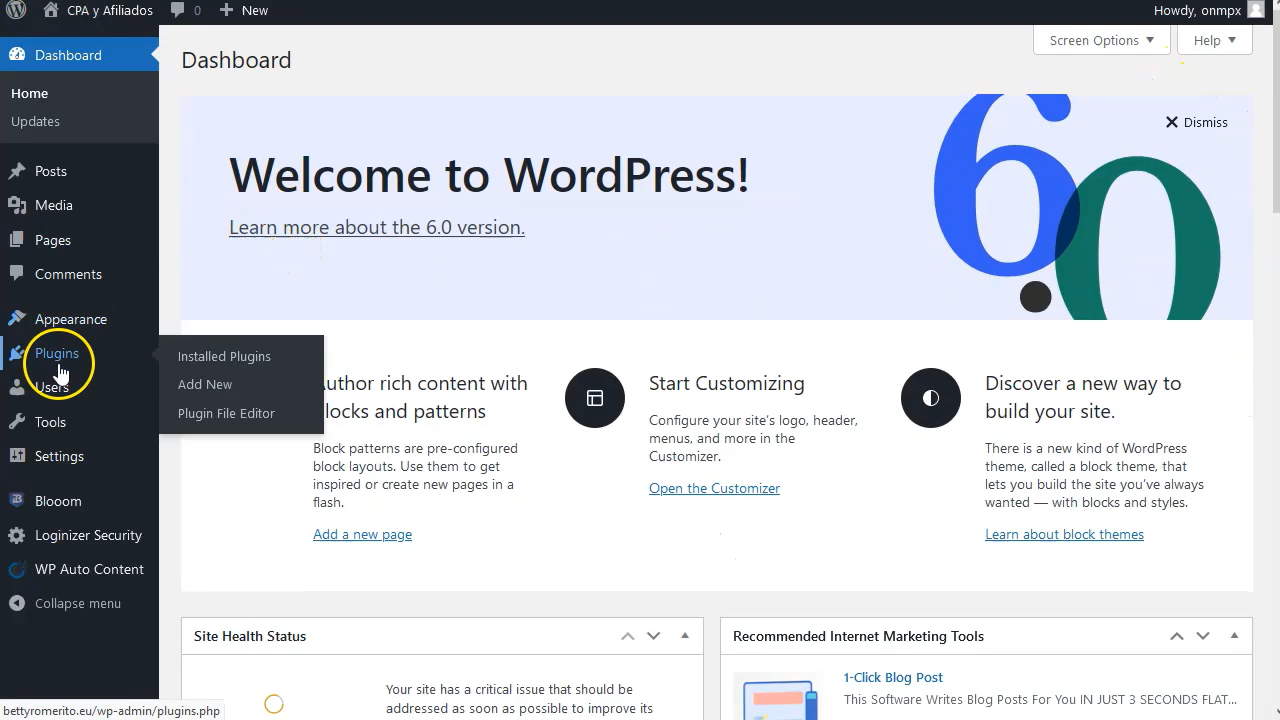 CPA y Afiliados 0 New Howdy, onmpx
Dashboard
Home
Updates
Posts
Media
Pages
Comments
Appearance
Plugins
Users
Tools
Settings
Blooom
Loginizer Security
WP Auto Content
Collapse menu
Installed Plugins
Add New
Plugin File Editor
Screen Options Help
Dashboard
Dismiss
6.0
Welcome to WordPress!
Learn more about the 6.0 version.
Author rich content with
blocks and patterns
Block patterns are pre-configured
block layouts. Use them to get
inspired or create new pages in a
flash.
Add a new page
Start Customizing
Configure your site's logo, header,
menus, and more in the
Customizer.
Open the Customizer
Discover a new way to
build your site.
There is a new kind of WordPress
theme, called a block theme, that
lets you build the site you've always
wanted — with blocks and styles.
Learn about block themes
Site Health Status
Your site has a critical issue that should be
addressed as soon as possible to improve its
Recommended Internet Marketing Tools
1-Click Blog Post
This Software Writes Blog Posts For You IN JUST 3 SECONDS FLAT...
bettyromerito.eu/wp-admin/plugins.php